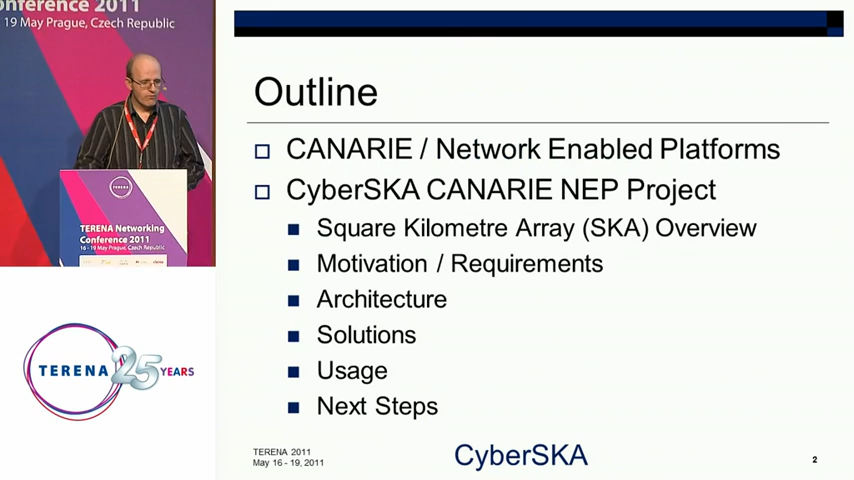 onference 2011
19 May Prague, Czech Republic
TERENA
TERENA Networking
Conference 2011
16 - 19 May Prague, Czech Republic
TERENA 25 YEARS
Outline
CANARIE / Network Enabled Platforms
CyberSKA CANARIE NEP Project
Square Kilometre Array (SKA) Overview
Motivation / Requirements
Architecture
Solutions
Usage
Next Steps
TERENA 2011
May 16 - 19, 2011
CyberSKA
2